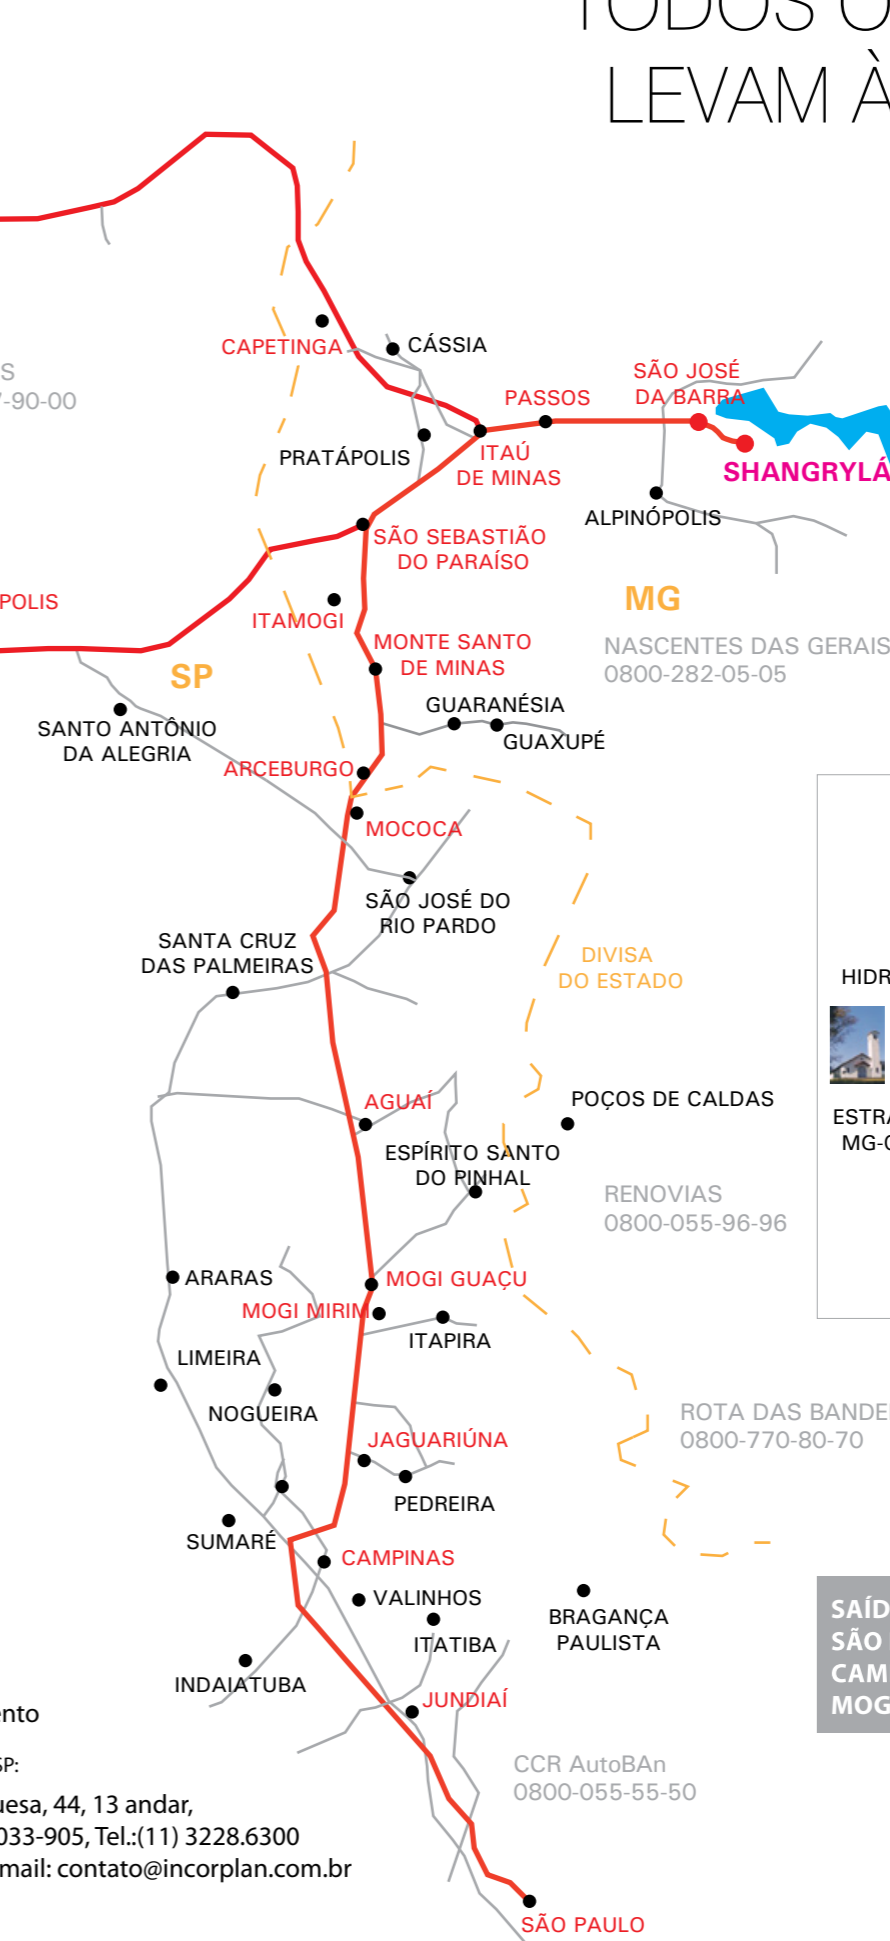 TODOS O
LEVAM À
S
7-90-00
CAPETINGA
CÁSSIA
SÃO JOSÉ
DA BARRA
PASSOS
PRATÁPOLIS
ITAÚ
DE MINAS
SHANGRYLÁ
ALPINÓPOLIS
SÃO SEBASTIÃO
DO PARAÍSO
POLIS
ITAMOGI
MG
NASCENTES DAS GERAIS
0800-282-05-05
MONTE SANTO
DE MINAS
SP
SANTO ANTÔNIO
DA ALEGRIA
GUARANÉSIA
GUAXUPÉ
ARCEBURGO
MOCOCA
SÃO JOSÉ DO
RIO PARDO
SANTA CRUZ
DAS PALMEIRAS
DIVISA
DO ESTADO
HIDR
ESTRA
MG-0
AGUAÍ
POÇOS DE CALDAS
ESPÍRITO SANTO
DO PINHAL
RENOVIAS
0800-055-96-96
ARARAS
MOGI GUAÇU
MOGI MIRIM
ITAPIRA
LIMEIRA
NOGUEIRA
ROTA DAS BANDE
0800-770-80-70
JAGUARIÚNA
PEDREIRA
SUMARÉ
CAMPINAS
VALINHOS
ITATIBA
BRAGANÇA
PAULISTA
SAÍD
SÃO
CAM
MOG
INDAIATUBA
JUNDIAÍ
ento
SP:
uesa, 44, 13 andar,
033-905, Tel.:(11) 3228.6300
mail: contato@incorplan.com.br
CCR AutoBAn
0800-055-55-50
SÃO PAULO